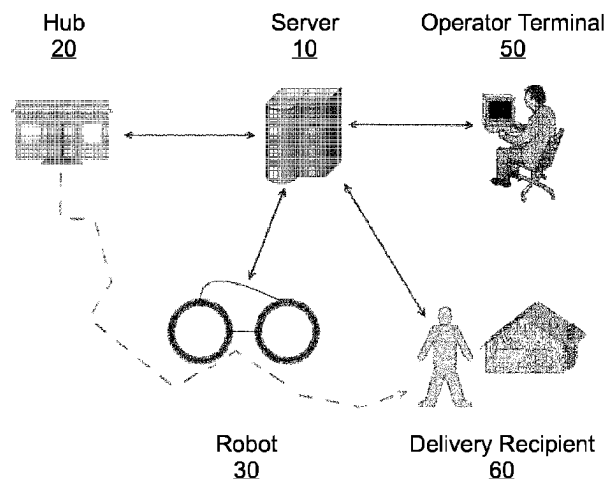 Hub
20
Server
10
Operator Terminal
50
Robot
30
Delivery Recipient
60